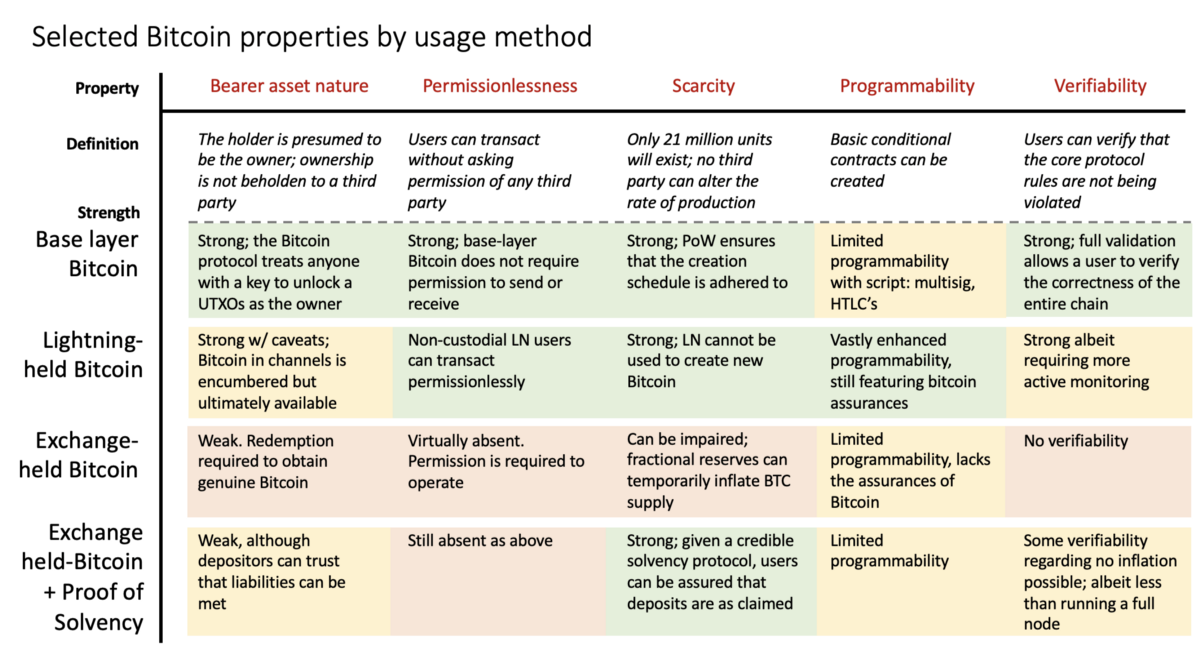 Selected Bitcoin properties by usage method
Property
Bearer asset nature
Permissionlessness
Scarcity
Programmability
Verifiability
Definition
The holder is presumed to
be the owner; ownership
is not beholden to a third
party
Users can transact
without asking
permission of any third
party
Only 21 million units
will exist; no third
party can alter the
rate of production
Basic conditional
contracts can be
created
Users can verify that
the core protocol
rules are not being
violated
Strength
Base layer
Bitcoin
Strong; the Bitcoin
protocol treats anyone
with a key to unlock a
UTXOs as the owner
Strong; base-layer
Bitcoin does not require
permission to send or
receive
Strong; PoW ensures
that the creation
schedule is adhered to
Limited
programmability
with script: multisig,
HTLC’s
Strong; full validation
allows a user to verify
the correctness of the
entire chain
Lightning-
held Bitcoin
Strong w/ caveats;
Bitcoin in channels is
encumbered but
ultimately available
Non-custodial LN users
can transact
permissionlessly
Strong; LN cannot be
used to create new
Bitcoin
Vastly enhanced
programmability,
still featuring bitcoin
assurances
Strong albeit
requiring more
active monitoring
Exchange-
held Bitcoin
Weak. Redemption
required to obtain
genuine Bitcoin
Virtually absent.
Permission is required to
operate
Can be impaired;
fractional reserves can
temporarily inflate BTC
supply
Limited
programmability, lacks
the assurances of
Bitcoin
No verifiability
Exchange
held-Bitcoin
+ Proof of
Solvency
Weak, although
depositors can trust
that liabilities can be
met
Still absent as above
Strong; given a credible
solvency protocol, users
can be assured that
deposits are as claimed
Limited
programmability
Some verifiability
regarding no inflation
possible; albeit less
than running a full
node